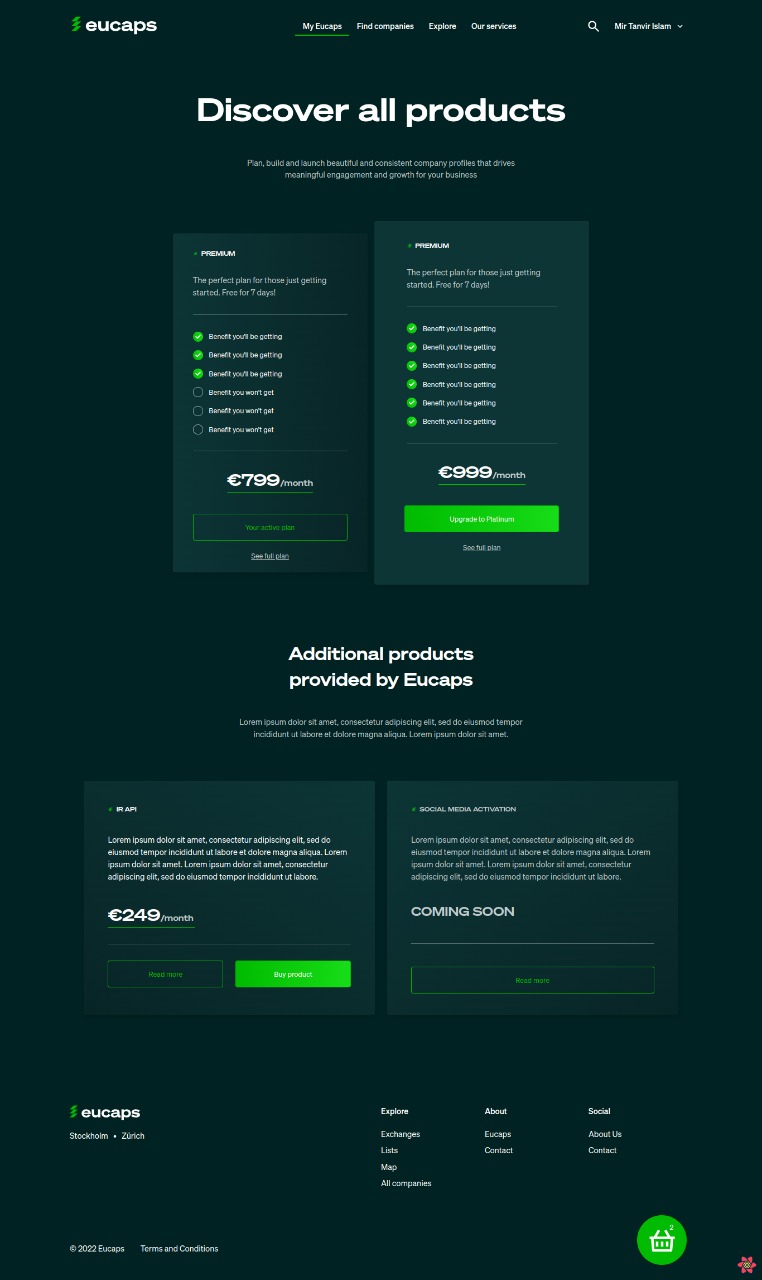 eucaps
My Eucaps Find companies Explore Our services
Mir Tanvir Islam
Discover all products
Plan, build and launch beautiful and consistent company profiles that drives
meaningful engagement and growth for your business
PREMIUM
The perfect plan for those just getting
started. Free for 7 days!
Benefit you'll be getting
Benefit you'll be getting
Benefit you'll be getting
Benefit you won't get
Benefit you won't get
Benefit you won't get
€799/month
Your active plan
See full plan
PREMIUM
The perfect plan for those just getting
started. Free for 7 days!
Benefit you'll be getting
Benefit you'll be getting
Benefit you'll be getting
Benefit you'll be getting
Benefit you'll be getting
Benefit you'll be getting
€999/month
Upgrade to Platinum
See full plan
Additional products
provided by Eucaps
Lorem ipsum dolor sit amet, consectetur adipiscing elit, sed do eiusmod tempor
incididunt ut labore et dolore magna aliqua. Lorem ipsum dolor sit amet.
IR API
Lorem ipsum dolor sit amet, consectetur adipiscing elit, sed do
eiusmod tempor incididunt ut labore et dolore magna aliqua. Lorem
ipsum dolor sit amet. Lorem ipsum dolor sit amet, consectetur
adipiscing elit, sed do eiusmod tempor incididunt ut labore.
€249/month
Read more
Buy product
SOCIAL MEDIA ACTIVATION
Lorem ipsum dolor sit amet, consectetur adipiscing elit, sed do
eiusmod tempor incididunt ut labore et dolore magna aliqua. Lorem
ipsum dolor sit amet. Lorem ipsum dolor sit amet, consectetur
adipiscing elit, sed do eiusmod tempor incididunt ut labore.
COMING SOON
Read more
eucaps
Stockholm • Zürich
Explore
Exchanges
Lists
Map
All companies
About
Eucaps
Contact
Social
About Us
Contact
2
© 2022 Eucaps Terms and Conditions